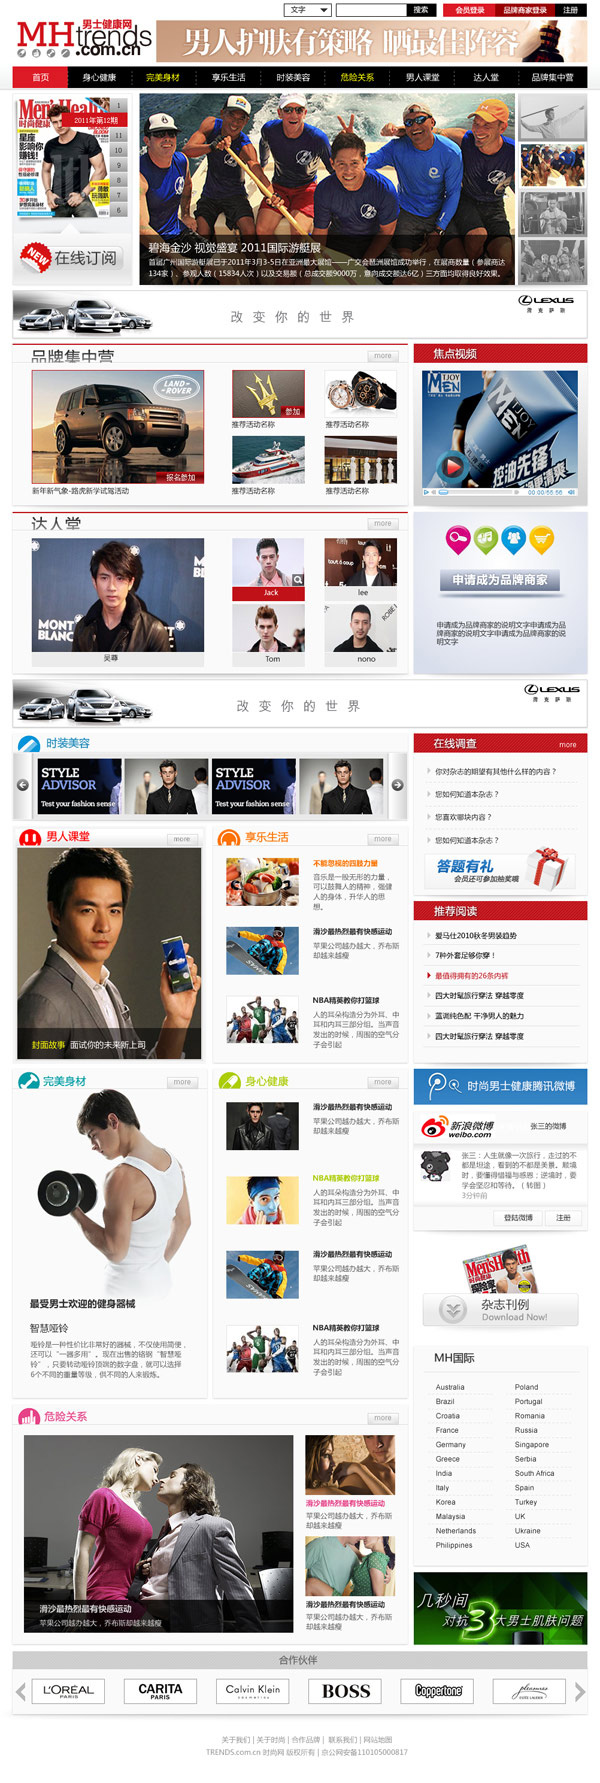 文字
搜索
会员登录
品牌商家登录
注册
男士健康网
MHtrends
.com.cn
男人护肤有策略 晒最佳阵容
首页
身心健康
完美身材
享乐生活
时装美容
危险关系
男人课堂
达人堂
品牌集中营
Men'sHealth
时尚健康
2011年第12期
星座
影响你
赚钱!
1
11
10
9
8
7
6
NEW
在线订阅
碧海金沙 视觉盛宴 2011国际游艇展
首届广州国际游艇展已于2011年3月3-5日在亚洲最大展馆——广交会琶洲展馆成功举行，在展商数量（参展商达
134家）、参观人数（15834人次）以及交易额（总成交额9000万，意向成交额达6亿）三方面均取得良好效果。
改变你的世界
LEXUS
雷克萨斯
品牌集中营
more
LAND-ROVER
报名参加
新年新气象-路虎新学试驾活动
参加
推荐活动名称
推荐活动名称
推荐活动名称
推荐活动名称
焦点视频
MTJOY
MEN
控油先锋
00:00/55:56
达人堂
more
MONT
BLANC
吴尊
Jack
lee
Tom
nono
申请成为品牌商家
申请成为品牌商家的说明文字申请成为品
牌商家的说明文字申请成为品牌商家的说
明文字
改变你的世界
LEXUS
雷克萨斯
时装美容
STYLE
ADVISOR
Test your fashion sense
STYLE
ADVISOR
Test your fashion sense
在线调查
more
你对杂志的期望有其他什么样的内容？
您如何知道本杂志？
您喜欢哪块内容？
您如何知道本杂志？
答题有礼
会员还可参加抽奖哦
男人课堂
more
封面故事 面试你的未来新上司
享乐生活
more
不能忽视的四肢力量
音乐是一般无形的力量，
可以鼓舞人的精神，强健
人的身体，升华人的思
想。
滑沙最热烈最有快感运动
苹果公司越办越大，乔布斯
却越来越瘦
NBA精英教你打篮球
人的耳朵构造分为外耳、中
耳和内耳三部分组。当声音
发出的时候，周围的空气分
子会引起
推荐阅读
爱马仕2010秋冬男装趋势
7种外套足够你穿！
最值得拥有的26条内裤
四大时髦旅行穿法 穿越零度
蓝调纯色配 干净男人的魅力
四大时髦旅行穿法 穿越零度
完美身材
more
最受男士欢迎的健身器械
智慧哑铃
哑铃是一种性价比非常好的器械，不仅使用简便，
还可以“一器多用”。现在出售的铬钢“智慧哑
铃”，只要转动哑铃顶端的数字盘，就可以选择
6个不同的重量等级，供不同的人来锻炼。
身心健康
more
滑沙最热烈最有快感运动
苹果公司越办越大，乔布斯
却越来越瘦
NBA精英教你打篮球
人的耳朵构造分为外耳、中
耳和内耳三部分组。当声音
发出的时候，周围的空气分
子会引起
滑沙最热烈最有快感运动
苹果公司越办越大，乔布斯
却越来越瘦
NBA精英教你打篮球
人的耳朵构造分为外耳、中
耳和内耳三部分组。当声音
发出的时候，周围的空气分
子会引起
时尚男士健康腾讯微博
新浪微博
weibo.com
张三的微博
张三：人生就像一次旅行，走过的不
都是坦途，看到的不都是美景。顺境
时，要懂得惜福与感恩；逆境时，要
学会坚忍和等待。（转图）
3分钟前
登陆微博
注册
Men'sHealth
杂志刊例
Download Now!
MH国际
Australia
Poland
Brazil
Portugal
Croatia
Romania
France
Russia
Germany
Singapore
Greece
Serbia
India
South Africa
Italy
Spain
Korea
Turkey
Malaysia
UK
Netherlands
Ukraine
Philippines
USA
危险关系
more
滑沙最热烈最有快感运动
苹果公司越办越大，乔布斯却越来越瘦
滑沙最热烈最有快感运动
苹果公司越办越大，乔布斯
却越来越瘦
滑沙最热烈最有快感运动
苹果公司越办越大，乔布斯
却越来越瘦
几秒间
对抗3大男士肌肤问题
合作伙伴
L'ORÉAL
PARIS
CARITA
PARIS
Calvin Klein
cosmetics
BOSS
Coppertone
pleasures
ESTĒE LAUDER
关于我们 | 关于时尚 | 合作品牌 | 联系我们 | 网站地图
TRENDS.com.cn 时尚网 版权所有 | 京公网安备110105000817